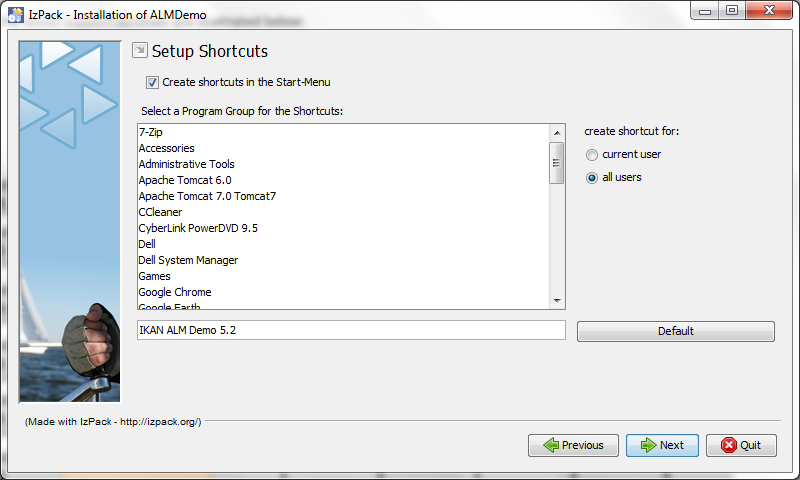 IzPack - Installation of ALMDemo
Setup Shortcuts
Create shortcuts in the Start-Menu
Select a Program Group for the Shortcuts:
7-Zip
Accessories
Administrative Tools
Apache Tomcat 6.0
Apache Tomcat 7.0 Tomcat7
CCleaner
CyberLink PowerDVD 9.5
Dell
Dell System Manager
Games
Google Chrome
Google Earth
create shortcut for:
current user
all users
IKAN ALM Demo 5.2
Default
(Made with IzPack - http://izpack.org/)
Previous
Next
Quit